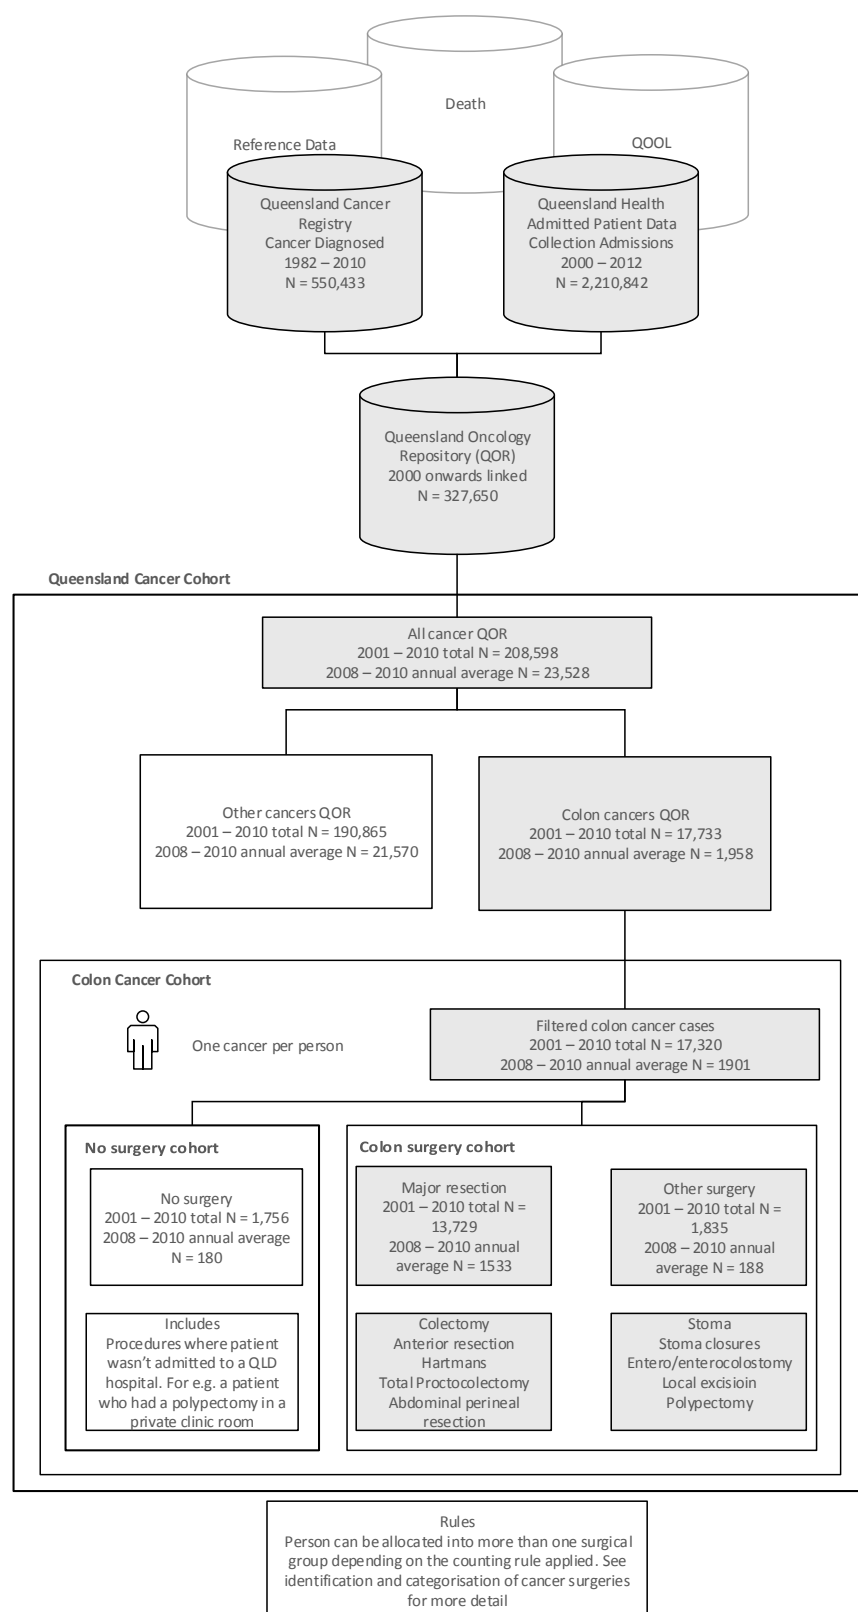 Death
Reference Data
QOOL
Queensland Cancer
Registry
Cancer Diagnosed
1982 – 2010
N = 550,433
Queensland Health
Admitted Patient Data
Collection Admissions
2000 – 2012
N = 2,210,842
Queensland Oncology
Repository (QOR)
2000 onwards linked
N = 327,650
Queensland Cancer Cohort
All cancer QOR
2001 – 2010 total N = 208,598
2008 – 2010 annual average N = 23,528
Other cancers QOR
2001 – 2010 total N = 190,865
2008 – 2010 annual average N = 21,570
Colon cancers QOR
2001 – 2010 total N = 17,733
2008 – 2010 annual average N = 1,958
Colon Cancer Cohort
One cancer per person
Filtered colon cancer cases
2001 – 2010 total N = 17,320
2008 – 2010 annual average N = 1901
No surgery cohort
No surgery
2001 – 2010 total N = 1,756
2008 – 2010 annual average
N = 180
Includes
Procedures where patient
wasn't admitted to a QLD
hospital. For e.g. a patient
who had a polypectomy in a
private clinic room
Colon surgery cohort
Major resection
2001 – 2010 total N =
13,729
2008 – 2010 annual
average N = 1533
Other surgery
2001 – 2010 total N =
1,835
2008 – 2010 annual
average N = 188
Colectomy
Anterior resection
Hartmans
Total Proctocolectomy
Abdominal perineal
resection
Stoma
Stoma closures
Entero/enterocolostomy
Local excisioin
Polypectomy
Rules
Person can be allocated into more than one surgical
group depending on the counting rule applied. See
identification and categorisation of cancer surgeries
for more detail